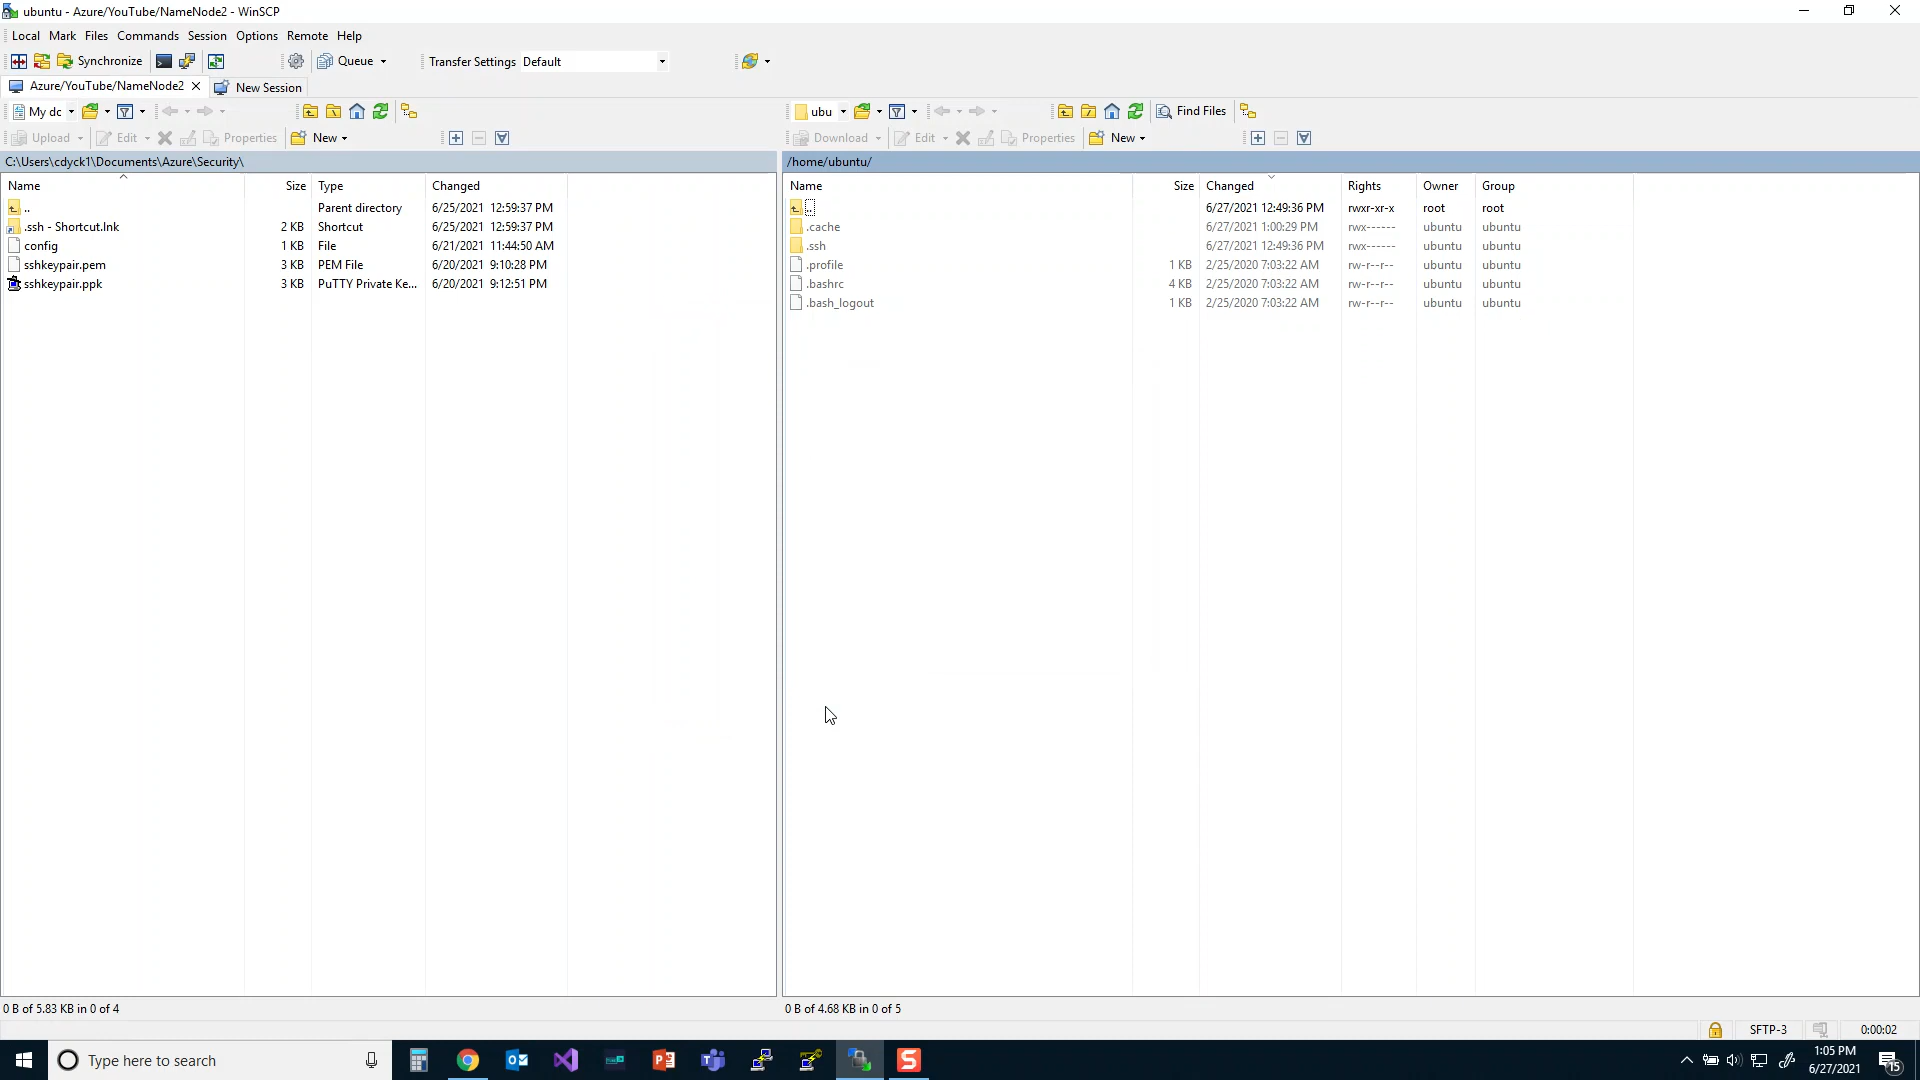 ubuntu - Azure/YouTube/NameNode2 - WinSCP
Local Mark Files Commands Session Options Remote Help
Synchronize Queue Transfer Settings Default
Azure/YouTube/NameNode2 New Session
My dc
Upload Edit Properties New
C:\Users\cdyck1\Documents\Azure\Security\
Name Size Type Changed
.. Parent directory 6/25/2021 12:59:37 PM
.ssh - Shortcut.lnk 2 KB Shortcut 6/25/2021 12:59:37 PM
config 1 KB File 6/21/2021 11:44:50 AM
sshkeypair.pem 3 KB PEM File 6/20/2021 9:10:28 PM
sshkeypair.ppk 3 KB PuTTY Private Ke... 6/20/2021 9:12:51 PM
0 B of 5.83 KB in 0 of 4
ubu Find Files
Download Edit Properties New
/home/ubuntu/
Name Size Changed Rights Owner Group
.. 6/27/2021 12:49:36 PM rwxr-xr-x root root
.cache 6/27/2021 1:00:29 PM rwx------ ubuntu ubuntu
.ssh 6/27/2021 12:49:36 PM rwx------ ubuntu ubuntu
.profile 1 KB 2/25/2020 7:03:22 AM rw-r--r-- ubuntu ubuntu
.bashrc 4 KB 2/25/2020 7:03:22 AM rw-r--r-- ubuntu ubuntu
.bash_logout 1 KB 2/25/2020 7:03:22 AM rw-r--r-- ubuntu ubuntu
0 B of 4.68 KB in 0 of 5
SFTP-3 0:00:02
Type here to search
1:05 PM
6/27/2021
15